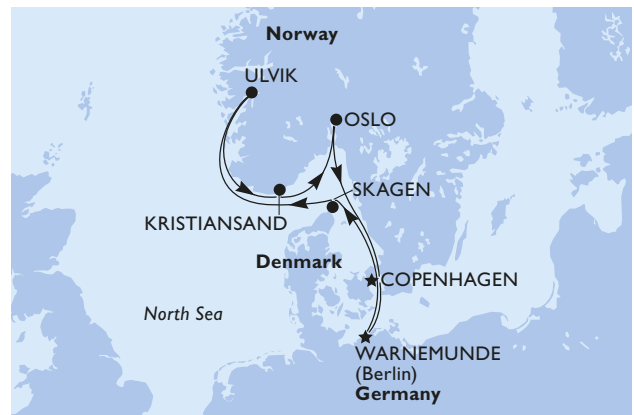 Norway
ULVIK
OSLO
SKAGEN
KRISTIANSAND
Denmark
COPENHAGEN
North Sea
WARNEMUNDE
(Berlin)
Germany